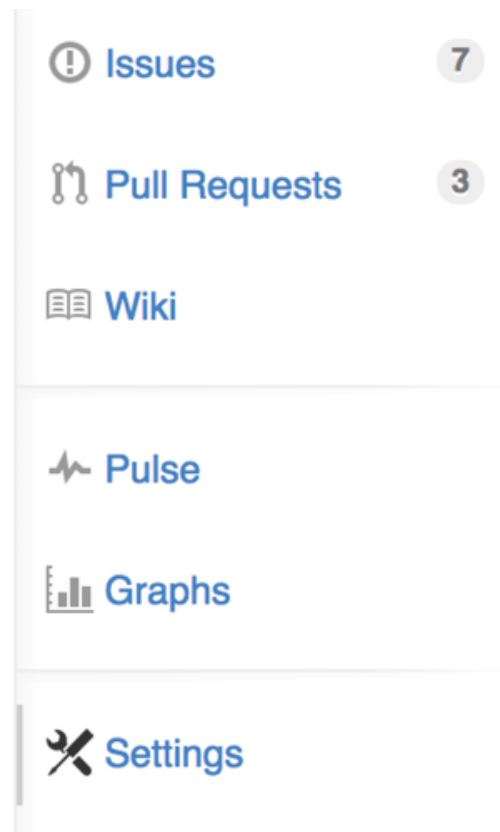 Issues 7
Pull Requests 3
Wiki
Pulse
Graphs
Settings